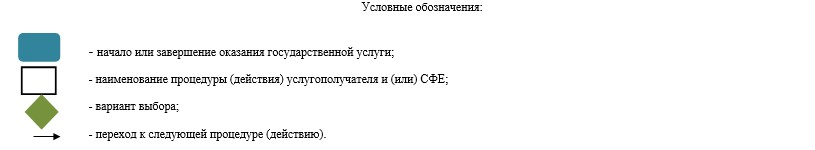 Условные обозначения:
- начало или завершение оказания государственной услуги;
- наименование процедуры (действия) услугополучателя и (или) СФЕ;
- вариант выбора;
- переход к следующей процедуре (действию).